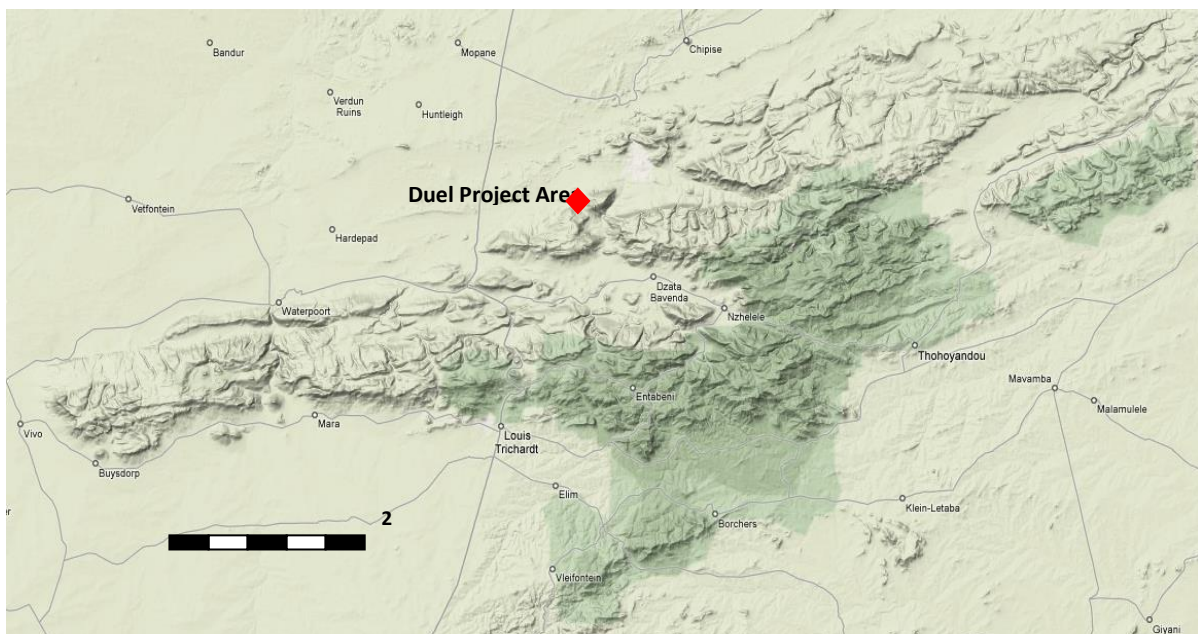 Bandur
Mopane
Chipise
Verdun
Ruins
Huntleigh
Duel Project Are
Vetfontein
Hardepad
Dzata
Bavenda
Waterpoort
Nzhelele
Thohoyandou
Mavamba
Entabeni
Malamulele
Mara
Vivo
Louis
Trichardt
Buysdorp
Elim
Klein-Letaba
Borchers
2
Vleifontein
Giyani